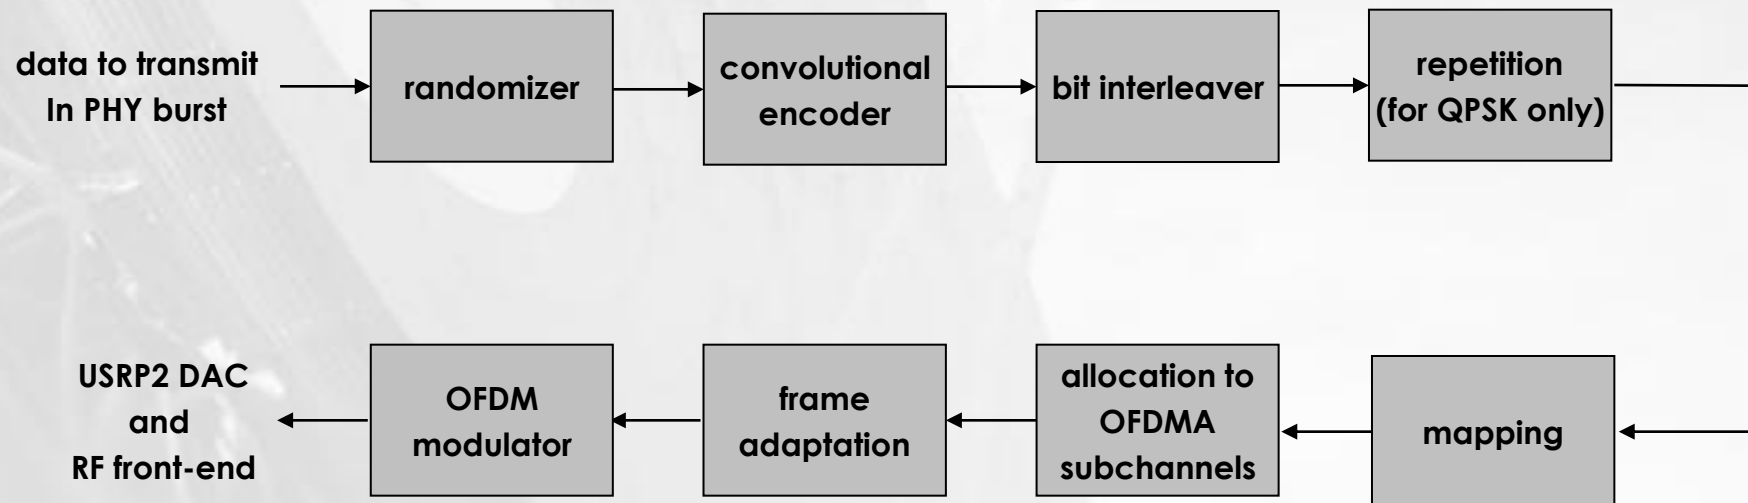 data to transmit
In PHY burst
randomizer
convolutional
encoder
bit interleaver
repetition
(for QPSK only)
USRP2 DAC
and
RF front-end
OFDM
modulator
frame
adaptation
allocation to
OFDMA
subchannels
mapping